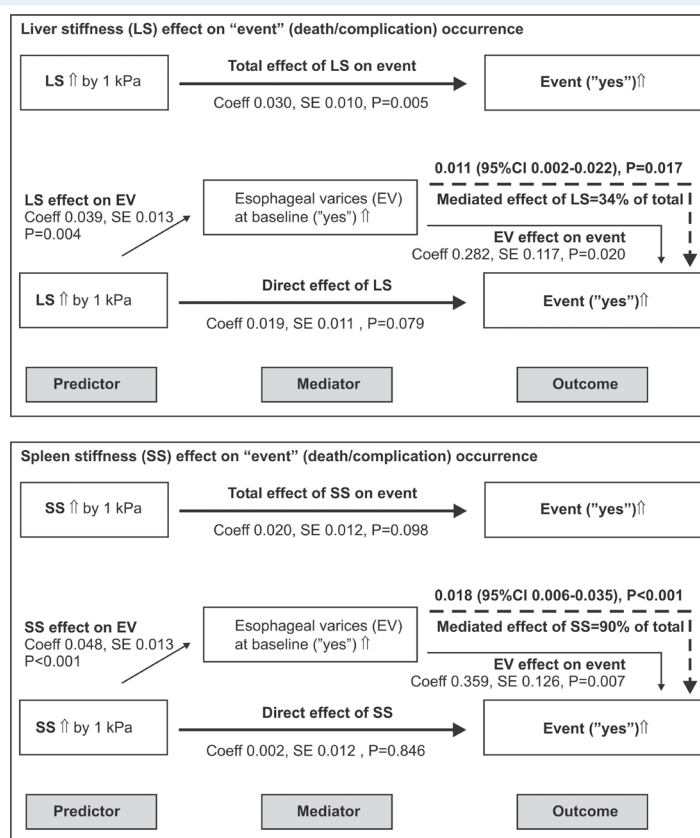 Liver stiffness (LS) effect on “event” (death/complication) occurrence
LS ⇑ by 1 kPa
Total effect of LS on event
Coeff 0.030, SE 0.010, P=0.005
Event (”yes”)⇑
LS effect on EV
Coeff 0.039, SE 0.013
P=0.004
Esophageal varices (EV)
at baseline (”yes”) ⇑
0.011 (95%CI 0.002-0.022), P=0.017
Mediated effect of LS=34% of total
EV effect on event
Coeff 0.282, SE 0.117, P=0.020
LS ⇑ by 1 kPa
Direct effect of LS
Coeff 0.019, SE 0.011 , P=0.079
Event (”yes”)⇑
Predictor
Mediator
Outcome
Spleen stiffness (SS) effect on “event” (death/complication) occurrence
SS ⇑ by 1 kPa
Total effect of SS on event
Coeff 0.020, SE 0.012, P=0.098
Event (”yes”)⇑
SS effect on EV
Coeff 0.048, SE 0.013
P<0.001
Esophageal varices (EV)
at baseline (”yes”) ⇑
0.018 (95%CI 0.006-0.035), P<0.001
Mediated effect of SS=90% of total
EV effect on event
Coeff 0.359, SE 0.126, P=0.007
SS ⇑ by 1 kPa
Direct effect of SS
Coeff 0.002, SE 0.012 , P=0.846
Event (”yes”)⇑
Predictor
Mediator
Outcome